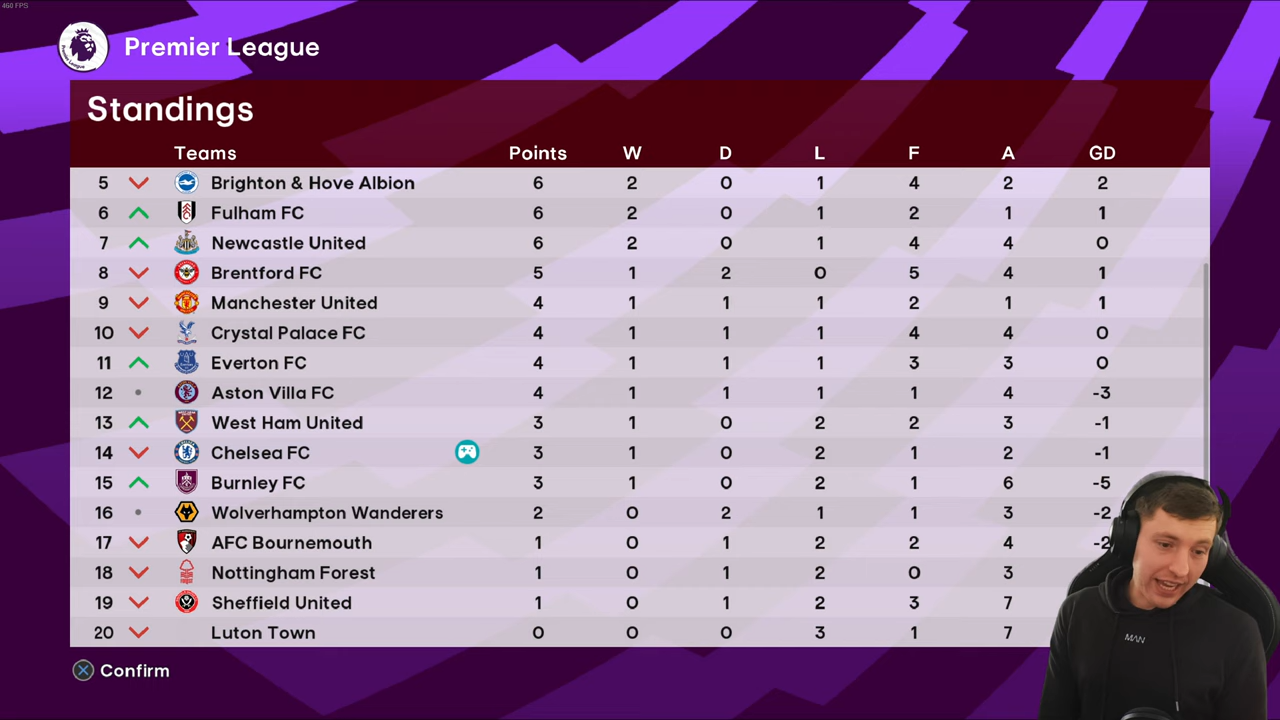 460 FPS
Premier League
Standings
Teams Points W D L F A GD
5 Brighton & Hove Albion 6 2 0 1 4 2 2
6 Fulham FC 6 2 0 1 2 1 1
7 Newcastle United 6 2 0 1 4 4 0
8 Brentford FC 5 1 2 0 5 4 1
9 Manchester United 4 1 1 1 2 1 1
10 Crystal Palace FC 4 1 1 1 4 4 0
11 Everton FC 4 1 1 1 3 3 0
12 Aston Villa FC 4 1 1 1 1 4 -3
13 West Ham United 3 1 0 2 2 3 -1
14 Chelsea FC 3 1 0 2 1 2 -1
15 Burnley FC 3 1 0 2 1 6 -5
16 Wolverhampton Wanderers 2 0 2 1 1 3 -2
17 AFC Bournemouth 1 0 1 2 2 4 -2
18 Nottingham Forest 1 0 1 2 0 3
19 Sheffield United 1 0 1 2 3 7
20 Luton Town 0 0 0 3 1 7
MAN
Confirm